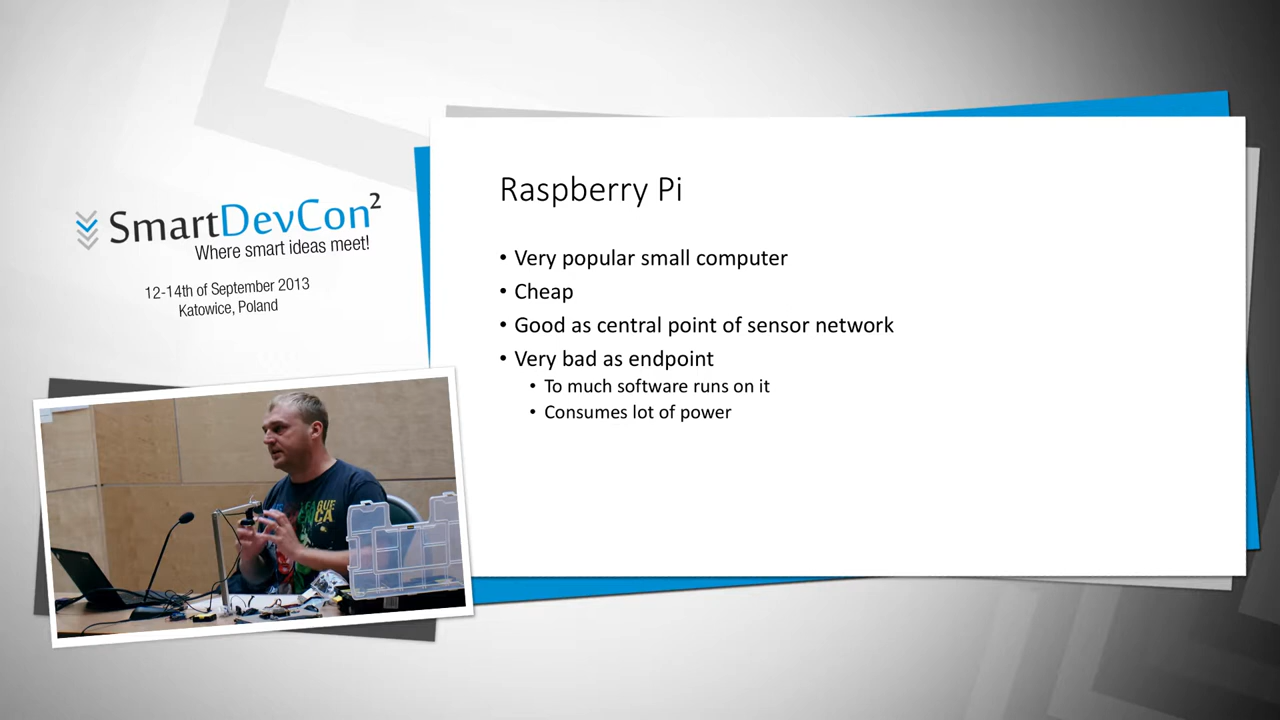 SmartDevCon²
Where smart ideas meet!
12-14th of September 2013
Katowice, Poland
Raspberry Pi
• Very popular small computer
• Cheap
• Good as central point of sensor network
• Very bad as endpoint
• To much software runs on it
• Consumes lot of power